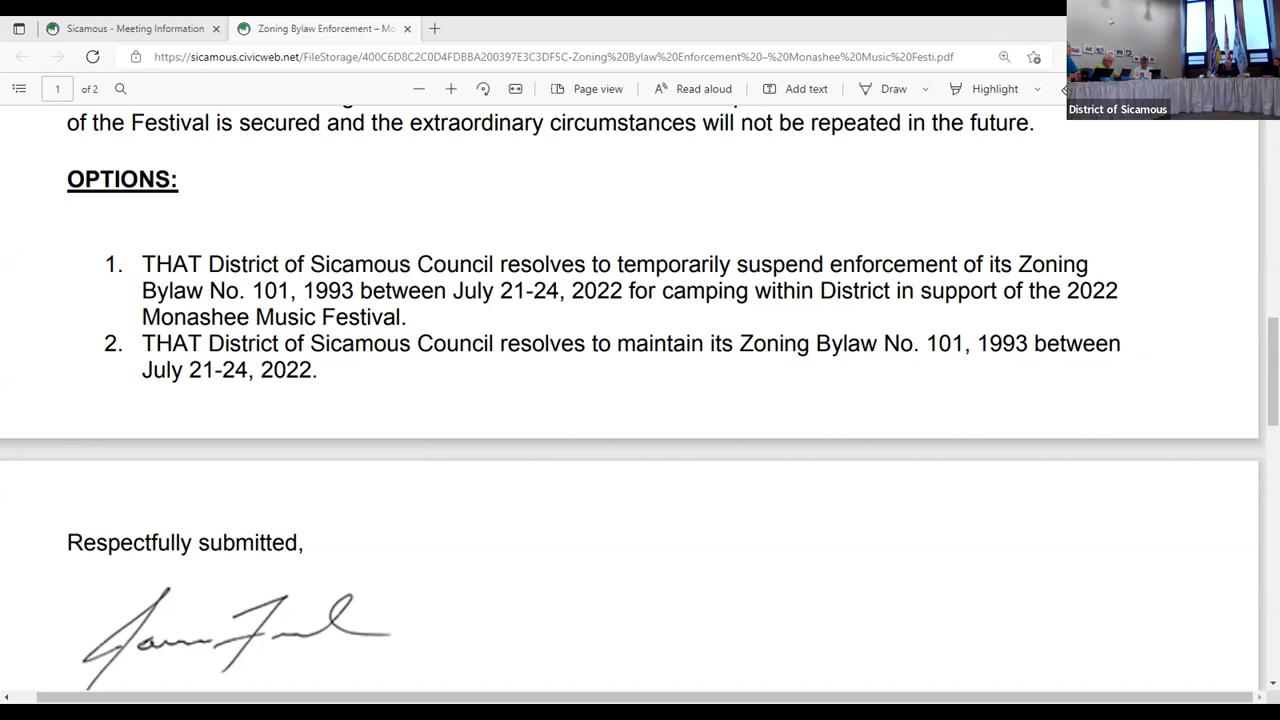 Sicamous - Meeting Information
Zoning Bylaw Enforcement – Mo
https://sicamous.civicweb.net/FileStorage/400C6D8C2C0D4FDBBA200397E3C3DF5C-Zoning%20Bylaw%20Enforcement%20–%20Monashee%20Music%20Festi.pdf
1 of 2
Page view
Read aloud
Add text
Draw
Highlight
District of Sicamous
of the Festival is secured and the extraordinary circumstances will not be repeated in the future.
OPTIONS:
1. THAT District of Sicamous Council resolves to temporarily suspend enforcement of its Zoning
Bylaw No. 101, 1993 between July 21-24, 2022 for camping within District in support of the 2022
Monashee Music Festival.
2. THAT District of Sicamous Council resolves to maintain its Zoning Bylaw No. 101, 1993 between
July 21-24, 2022.
Respectfully submitted,